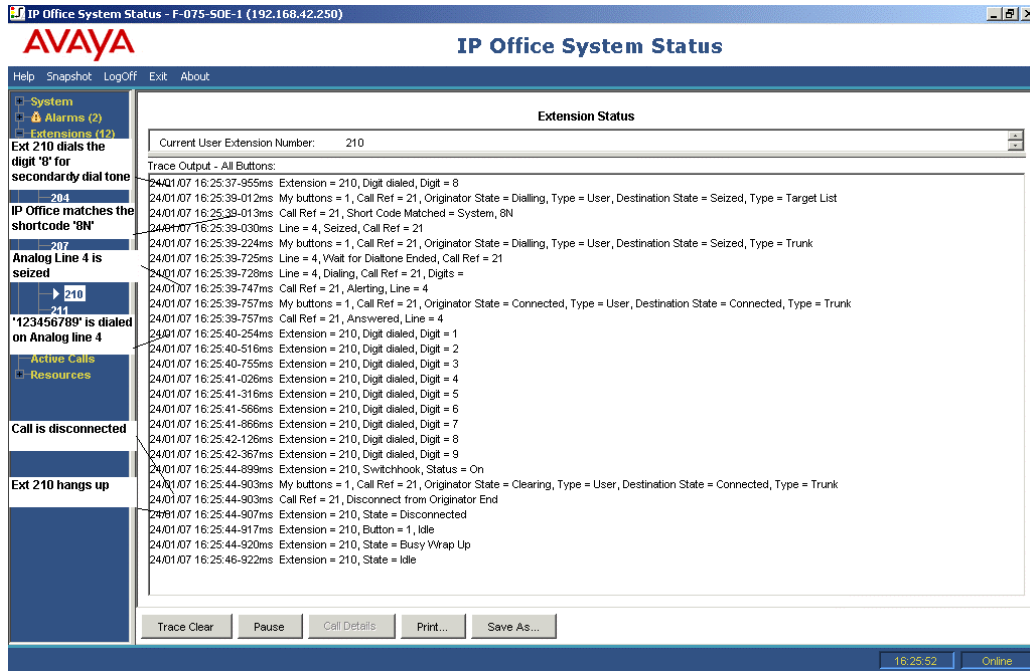 IP Office System Status - F-075-SOE-1 (192.168.42.250)
AVAYA
IP Office System Status
Help Snapshot LogOff Exit About
System
Alarms (2)
Extensions (12)
Ext 210 dials the
digit '8' for
secondardy dial tone
204
IP Office matches the
shortcode '8N'
207
Analog Line 4 is
seized
210
211
'123456789' is dialed
on Analog line 4
Active Calls
Resources
Call is disconnected
Ext 210 hangs up
Extension Status
Current User Extension Number: 210
Trace Output - All Buttons:
24/01/07 16:25:37-955ms Extension = 210, Digit dialed, Digit = 8
24/01/07 16:25:39-012ms My buttons = 1, Call Ref = 21, Originator State = Dialling, Type = User, Destination State = Seized, Type = Target List
24/01/07 16:25:39-013ms Call Ref = 21, Short Code Matched = System, 8N
24/01/07 16:25:39-030ms Line = 4, Seized, Call Ref = 21
24/01/07 16:25:39-224ms My buttons = 1, Call Ref = 21, Originator State = Dialling, Type = User, Destination State = Seized, Type = Trunk
24/01/07 16:25:39-725ms Line = 4, Wait for Dialtone Ended, Call Ref = 21
24/01/07 16:25:39-728ms Line = 4, Dialing, Call Ref = 21, Digits =
24/01/07 16:25:39-747ms Call Ref = 21, Alerting, Line = 4
24/01/07 16:25:39-757ms My buttons = 1, Call Ref = 21, Originator State = Connected, Type = User, Destination State = Connected, Type = Trunk
24/01/07 16:25:39-757ms Call Ref = 21, Answered, Line = 4
24/01/07 16:25:40-254ms Extension = 210, Digit dialed, Digit = 1
24/01/07 16:25:40-516ms Extension = 210, Digit dialed, Digit = 2
24/01/07 16:25:40-755ms Extension = 210, Digit dialed, Digit = 3
24/01/07 16:25:41-026ms Extension = 210, Digit dialed, Digit = 4
24/01/07 16:25:41-316ms Extension = 210, Digit dialed, Digit = 5
24/01/07 16:25:41-566ms Extension = 210, Digit dialed, Digit = 6
24/01/07 16:25:41-866ms Extension = 210, Digit dialed, Digit = 7
24/01/07 16:25:42-126ms Extension = 210, Digit dialed, Digit = 8
24/01/07 16:25:42-367ms Extension = 210, Digit dialed, Digit = 9
24/01/07 16:25:44-899ms Extension = 210, Switchhook, Status = On
24/01/07 16:25:44-903ms My buttons = 1, Call Ref = 21, Originator State = Clearing, Type = User, Destination State = Connected, Type = Trunk
24/01/07 16:25:44-903ms Call Ref = 21, Disconnect from Originator End
24/01/07 16:25:44-907ms Extension = 210, State = Disconnected
24/01/07 16:25:44-917ms Extension = 210, Button = 1, Idle
24/01/07 16:25:44-920ms Extension = 210, State = Busy Wrap Up
24/01/07 16:25:46-922ms Extension = 210, State = Idle
Trace Clear Pause Call Details Print... Save As...
16:25:52 Online